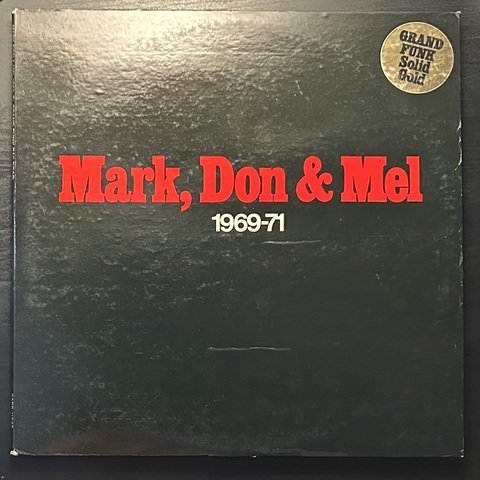 GRAND
FUNK
Solid
Gold
Mark, Don & Mel
1969-71